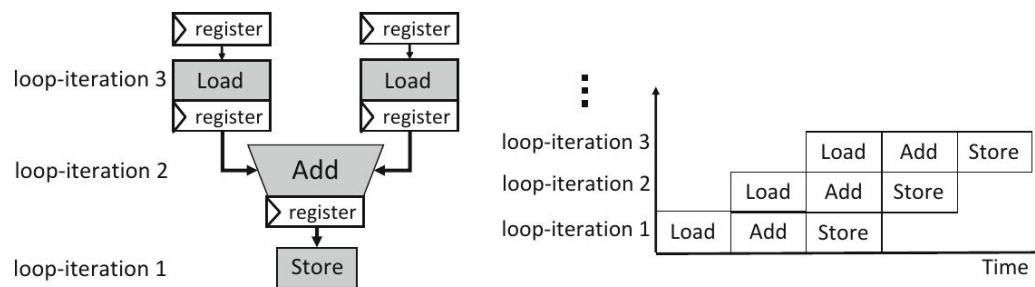 register register
loop-iteration 3 Load Load
register register
loop-iteration 2 Add
register
loop-iteration 1 Store
loop-iteration 3 Load Add Store
loop-iteration 2 Load Add Store
loop-iteration 1 Load Add Store
Time